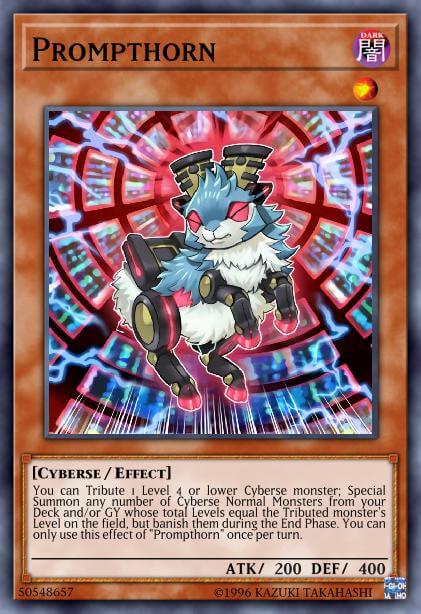 PROMPTHORN
DARK
闇
[CYBERSE / EFFECT]
You can Tribute 1 Level 4 or lower Cyberse monster; Special
Summon any number of Cyberse Normal Monsters from your
Deck and/or GY whose total Levels equal the Tributed monster's
Level on the field, but banish them during the End Phase. You can
only use this effect of "Prompthorn" once per turn.
ATK/ 200 DEF/ 400
50548657
©1996 KAZUKI TAKAHASHI